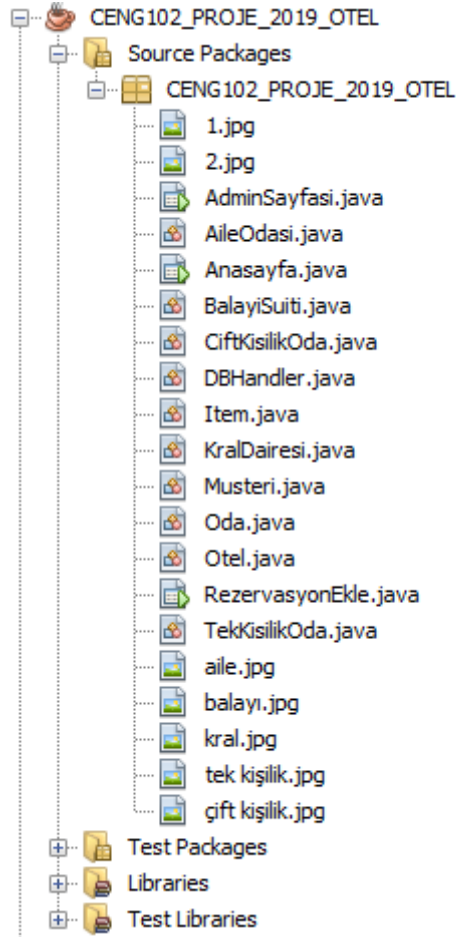 CENG102_PROJE_2019_OTEL
Source Packages
CENG102_PROJE_2019_OTEL
1.jpg
2.jpg
AdminSayfasi.java
AileOdasi.java
Anasayfa.java
BalayiSuiti.java
CiftKisilikOda.java
DBHandler.java
Item.java
KralDairesi.java
Musteri.java
Oda.java
Otel.java
RezervasyonEkle.java
TekKisilikOda.java
aile.jpg
balayı.jpg
kral.jpg
tek kişilik.jpg
çift kişilik.jpg
Test Packages
Libraries
Test Libraries